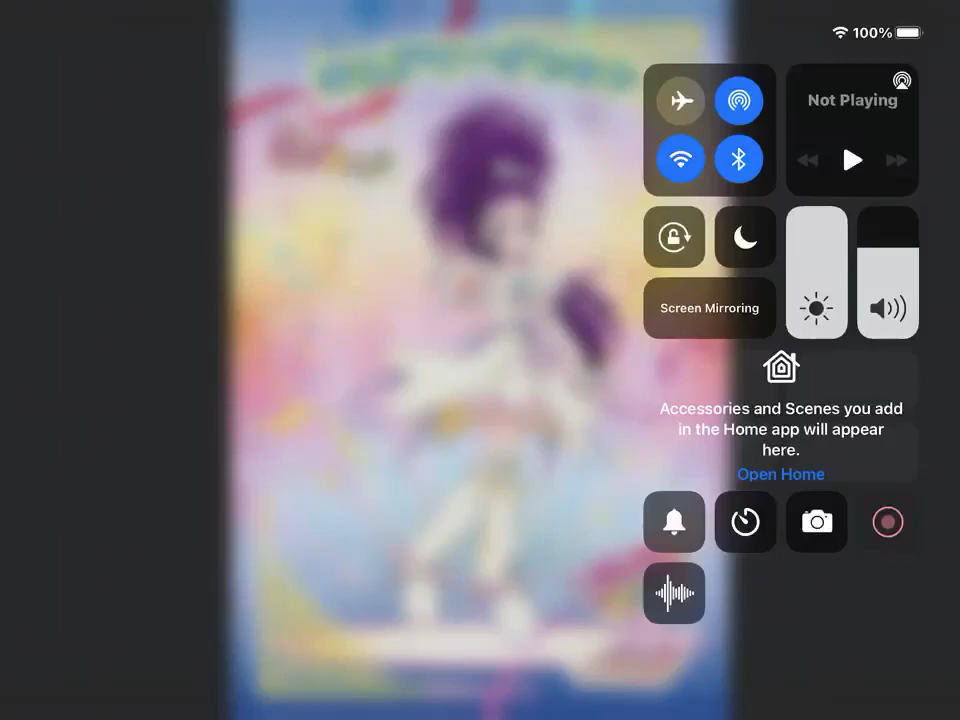 100%
Not Playing
Screen Mirroring
Accessories and Scenes you add
in the Home app will appear
here.
Open Home